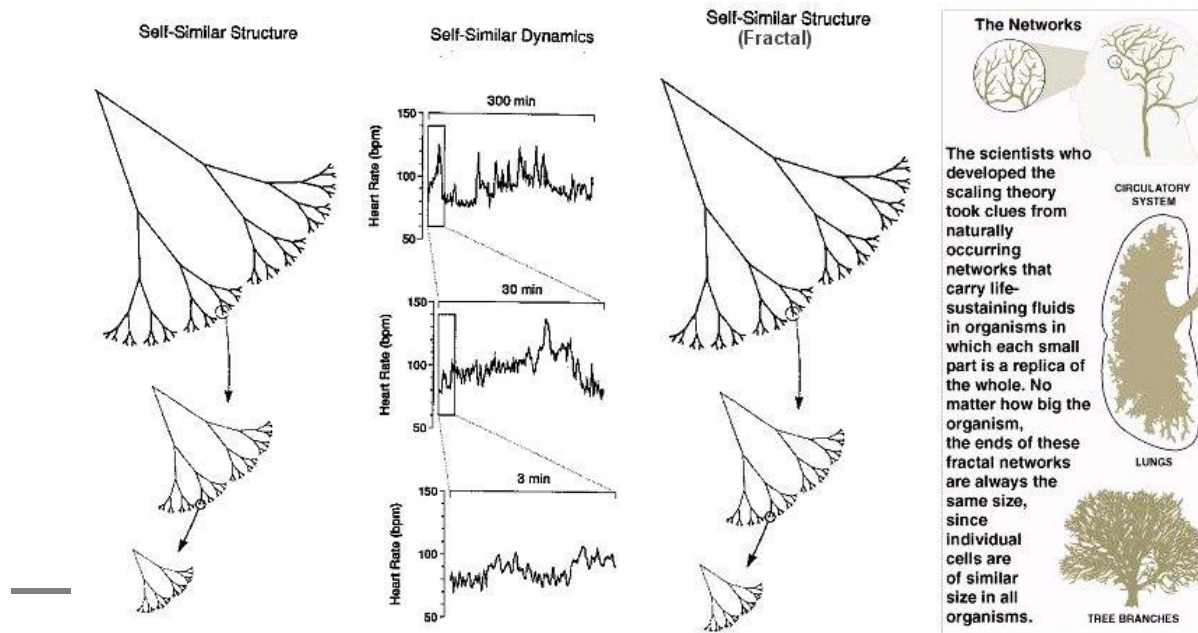 Self-Similar Structure
Self-Similar Dynamics
300 min
150
100
50
Heart Rate (bpm)
30 min
150
100
50
Heart Rate (bpm)
3 min
150
100
50
Heart Rate (bpm)
Self-Similar Structure
(Fractal)
The Networks
The scientists who
developed the
scaling theory
took clues from
naturally
occurring
networks that
carry life-
sustaining fluids
in organisms in
which each small
part is a replica of
the whole. No
matter how big the
organism,
the ends of these
fractal networks
are always the
same size,
since
individual
cells are
of similar
size in all
organisms.
CIRCULATORY
SYSTEM
LUNGS
TREE BRANCHES